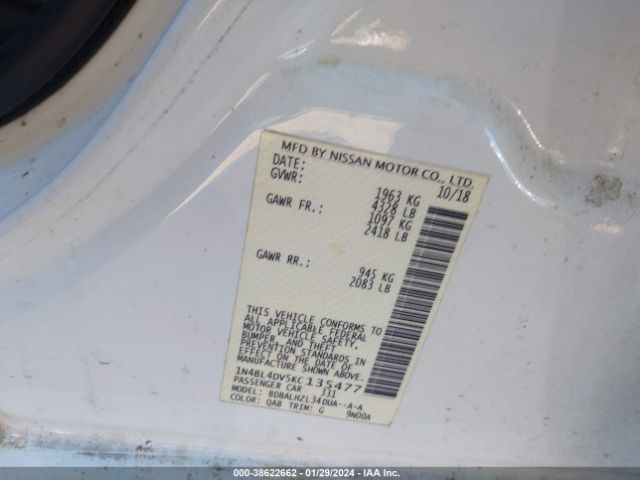 MFD BY NISSAN MOTOR CO., LTD.
DATE: 10/18
GVWR: 1963 KG
4328 LB
GAWR FR.: 1097 KG
2418 LB
GAWR RR.: 945 KG
2083 LB
THIS VEHICLE CONFORMS TO
ALL APPLICABLE FEDERAL
MOTOR VEHICLE SAFETY,
BUMPER, AND THEFT
PREVENTION STANDARDS IN
EFFECT ON THE DATE OF
MANUFACTURE SHOWN ABOVE.
1N4BL4DV5KC135477
PASSENGER CAR 331
MODEL: BDBALHZL34DUA--A-A
COLOR: QAB TRIM: G 9N00A
000-38622662 - 01/29/2024 - IAA Inc.